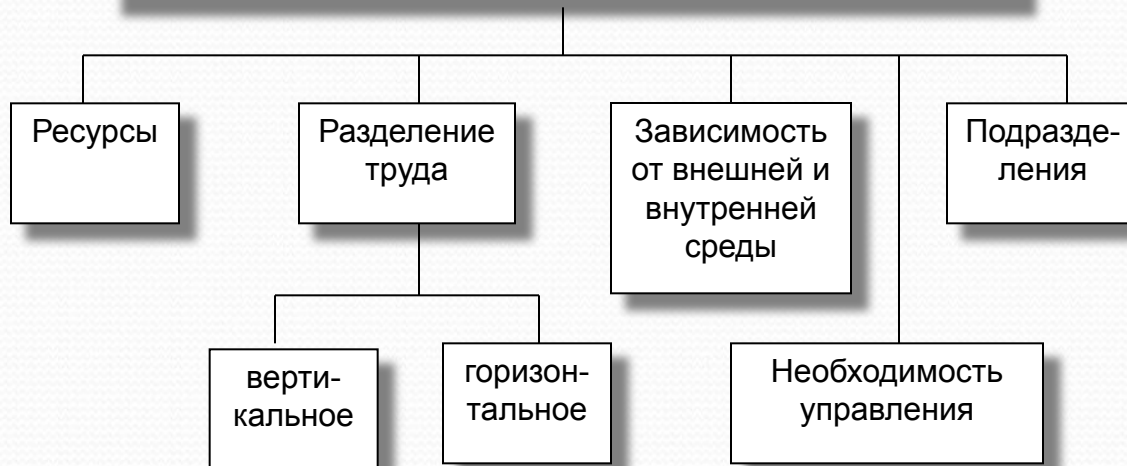 Ресурсы
Разделение
труда
Зависимость
от внешней и
внутренней
среды
Подразде-
ления
верти-
кальное
горизон-
тальное
Необходимость
управления